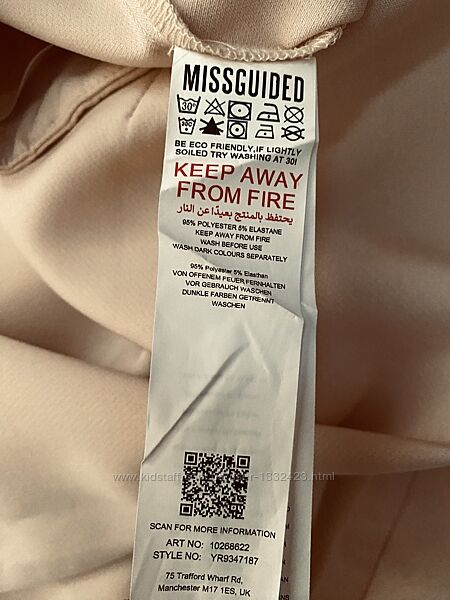 MISSGUIDED
30°
30C
BE ECO FRIENDLY,IF LIGHTLY
SOILED TRY WASHING AT 30!
KEEP AWAY
FROM FIRE
يحتفظ بالمنتج بعيدًا عن النار
95% POLYESTER 5% ELASTANE
KEEP AWAY FROM FIRE
WASH BEFORE USE
WASH DARK COLOURS SEPARATELY
95% Polyester 5% Elasthan
VON OFFENEM FEUER FERNHALTEN
VOR GEBRAUCH WASCHEN
DUNKLE FARBEN GETRENNT
WASCHEN
SCAN FOR MORE INFORMATION
ART NO: 10268622
STYLE NO: YR9347187
75 Trafford Wharf Rd,
Manchester M17 1ES, UK